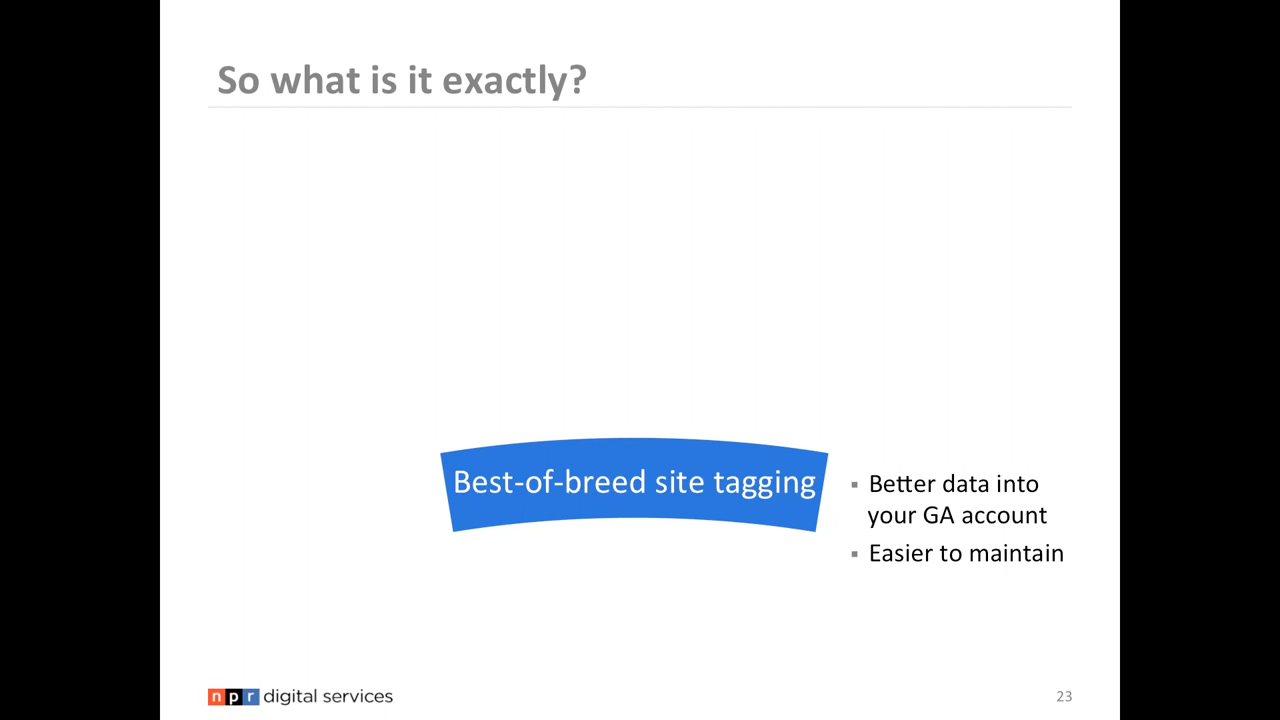 So what is it exactly?
Best-of-breed site tagging
▪ Better data into
your GA account
▪ Easier to maintain
npr digital services
23